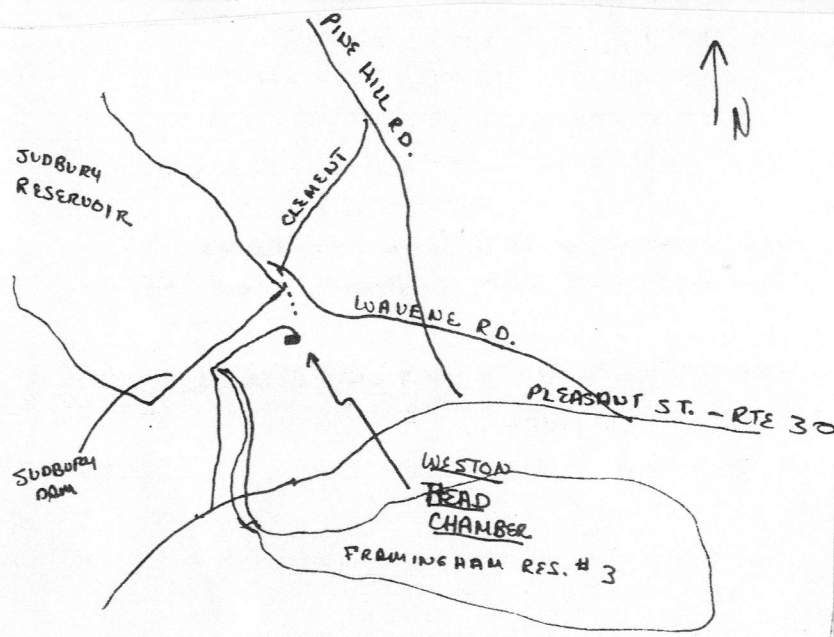 PINE HILL RD.
N
SUDBURY
RESERVOIR
CLEMENT
WAVENE RD.
PLEASANT ST. - RTE 30
SUDBURY
DAM
WESTON
HEAD
CHAMBER
FRAMINGHAM RES. # 3